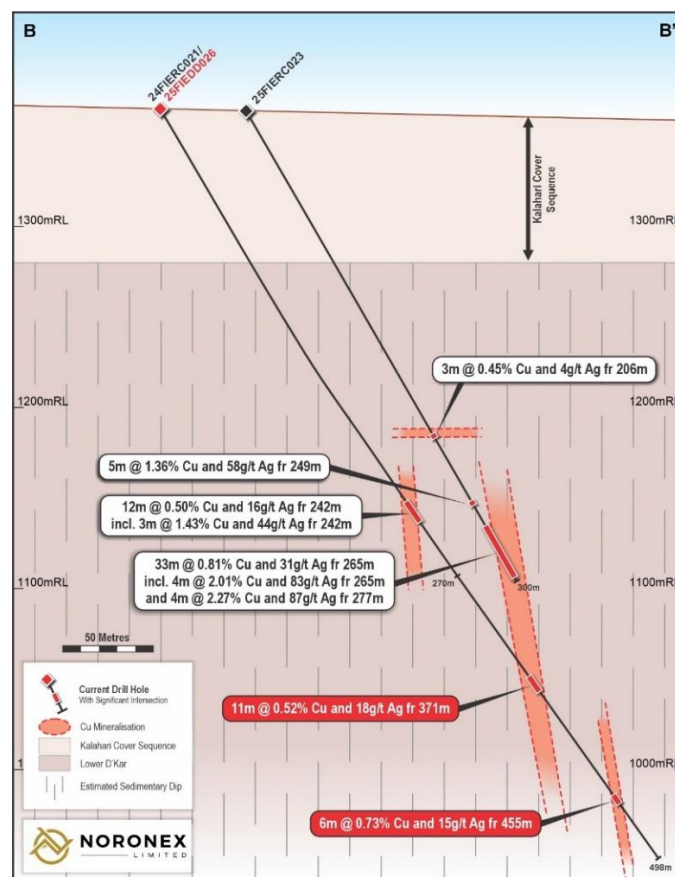 B
B'
24FIERC021/
25FIEDD026
25FIERC023
Kalahari Cover
Sequence
1300mRL
1300mRL
1200mRL
1200mRL
3m @ 0.45% Cu and 4g/t Ag fr 206m
5m @ 1.36% Cu and 58g/t Ag fr 249m
12m @ 0.50% Cu and 16g/t Ag fr 242m
incl. 3m @ 1.43% Cu and 44g/t Ag fr 242m
33m @ 0.81% Cu and 31g/t Ag fr 265m
incl. 4m @ 2.01% Cu and 83g/t Ag fr 265m
and 4m @ 2.27% Cu and 87g/t Ag fr 277m
1100mRL
270m
300m
1100mRL
50 Metres
Current Drill Hole
With Significant Intersection
Cu Mineralisation
Kalahari Cover Sequence
Lower D'Kar
Estimated Sedimentary Dip
11m @ 0.52% Cu and 18g/t Ag fr 371m
1000mRL
6m @ 0.73% Cu and 15g/t Ag fr 455m
498m
NORONEX
LIMITED